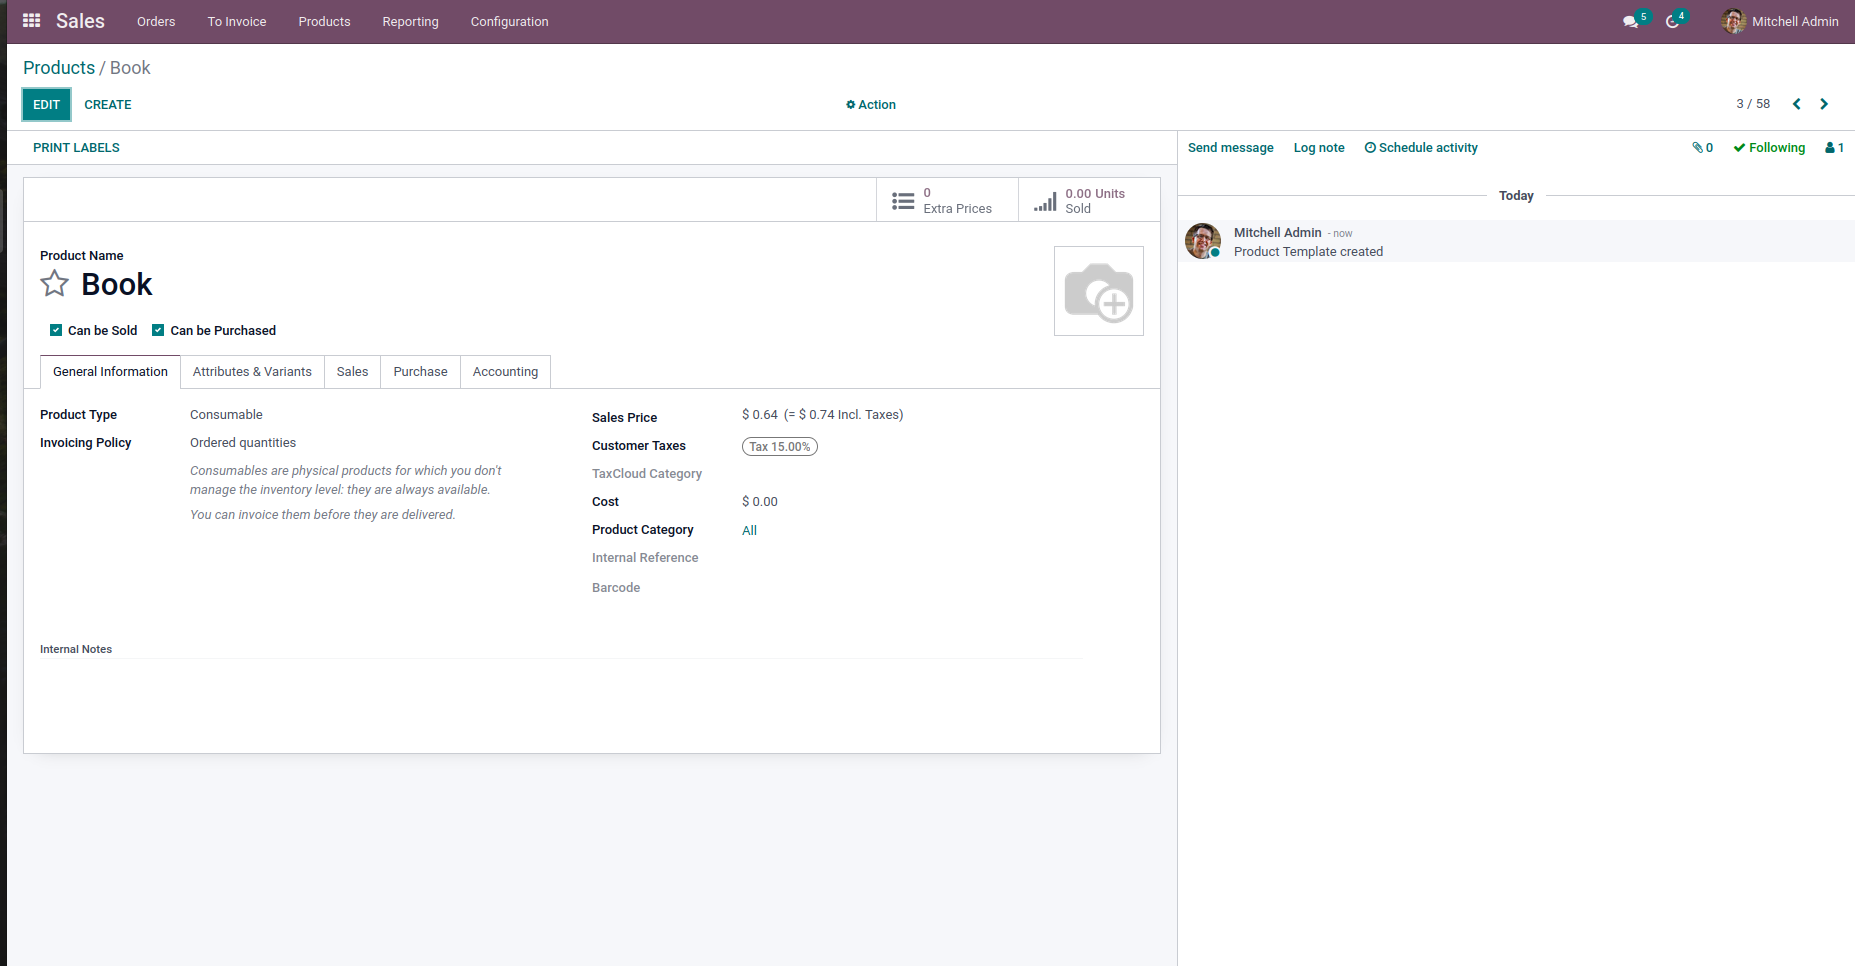 Sales Orders To Invoice Products Reporting Configuration 5 4 Mitchell Admin
Products / Book
EDIT CREATE Action 3 / 58
PRINT LABELS
Send message Log note Schedule activity 0 Following 1
0
Extra Prices
0.00 Units
Sold
Today
Mitchell Admin - now
Product Template created
Product Name
Book
Can be Sold Can be Purchased
General Information Attributes & Variants Sales Purchase Accounting
Product Type Consumable
Invoicing Policy Ordered quantities
Consumables are physical products for which you don't
manage the inventory level: they are always available.
You can invoice them before they are delivered.
Sales Price $ 0.64 (= $ 0.74 Incl. Taxes)
Customer Taxes Tax 15.00%
TaxCloud Category
Cost $ 0.00
Product Category All
Internal Reference
Barcode
Internal Notes